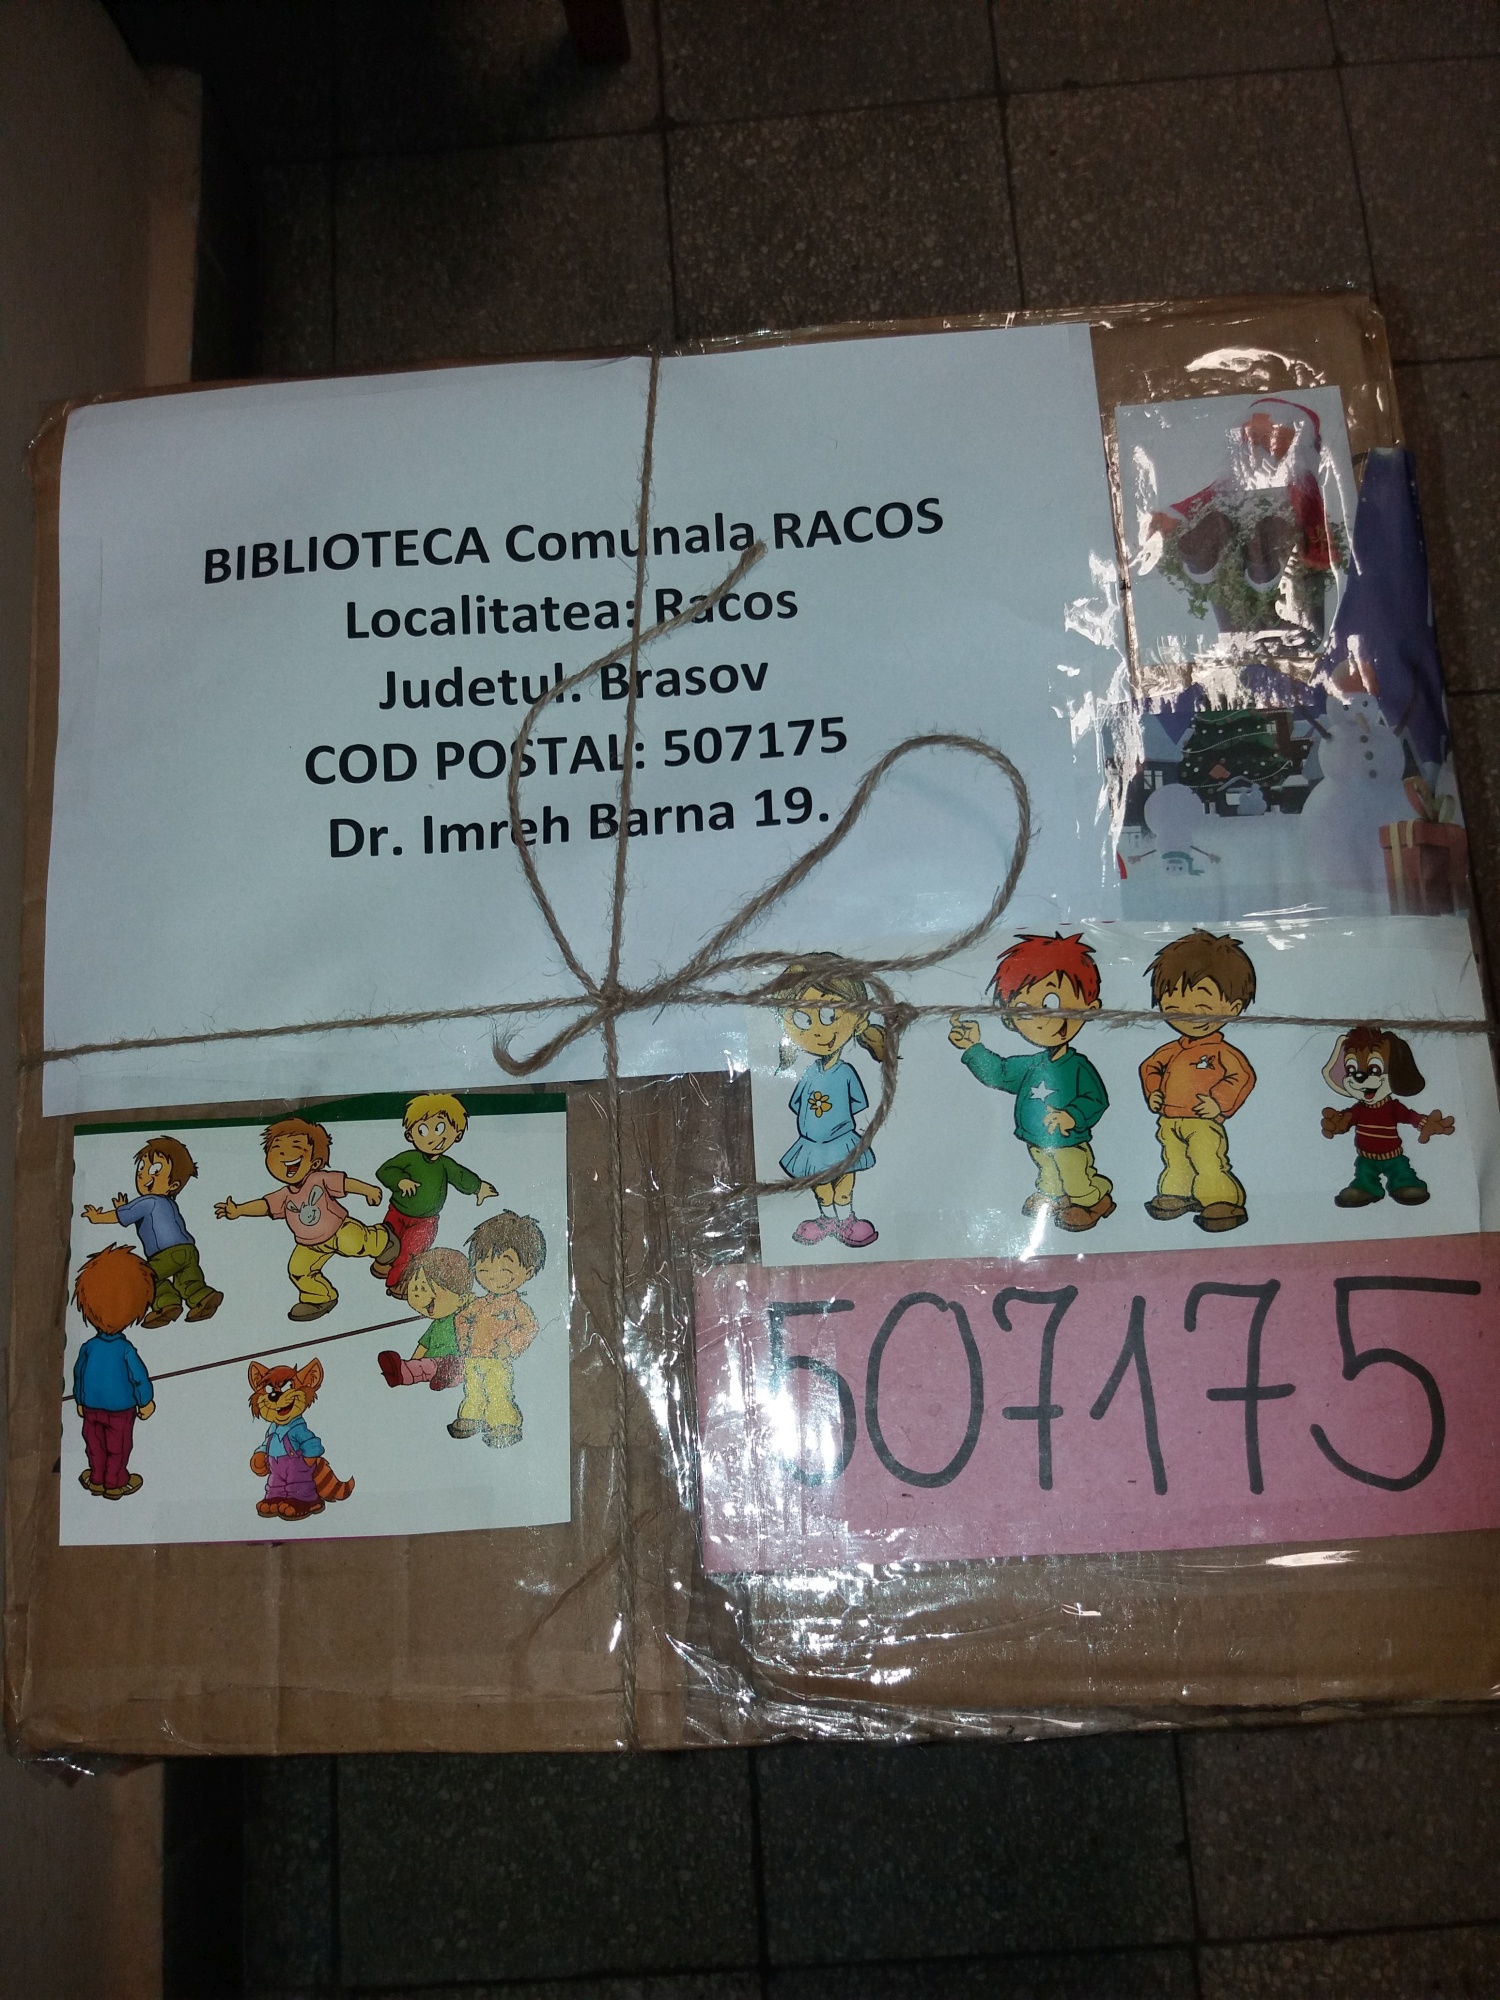 BIBLIOTECA Comunala RACOS
Localitatea: Racos
Judetul: Brasov
COD POSTAL: 507175
Dr. Imreh Barna 19.
507175